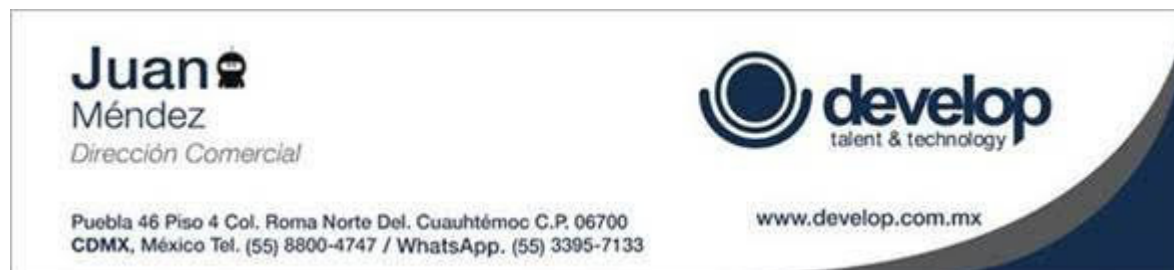 Juan
Méndez
Dirección Comercial
Puebla 46 Piso 4 Col. Roma Norte Del. Cuauhtémoc C.P. 06700
CDMX, México Tel. (55) 8800-4747 / WhatsApp. (55) 3395-7133
develop
talent & technology
www.develop.com.mx